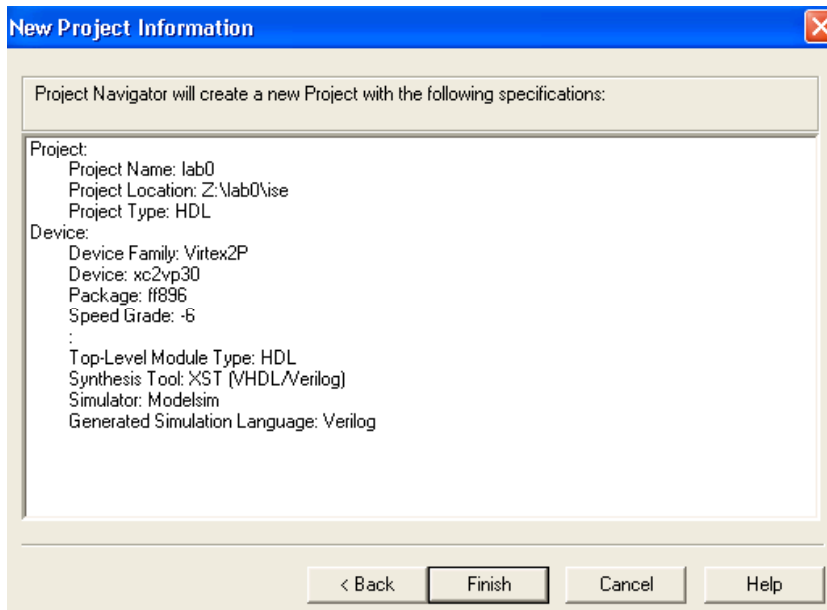 New Project Information
Project Navigator will create a new Project with the following specifications:
Project:
Project Name: lab0
Project Location: Z:\lab0\ise
Project Type: HDL
Device:
Device Family: Virtex2P
Device: xc2vp30
Package: ff896
Speed Grade: -6
:
Top-Level Module Type: HDL
Synthesis Tool: XST (VHDL/Verilog)
Simulator: Modelsim
Generated Simulation Language: Verilog
< Back Finish Cancel Help